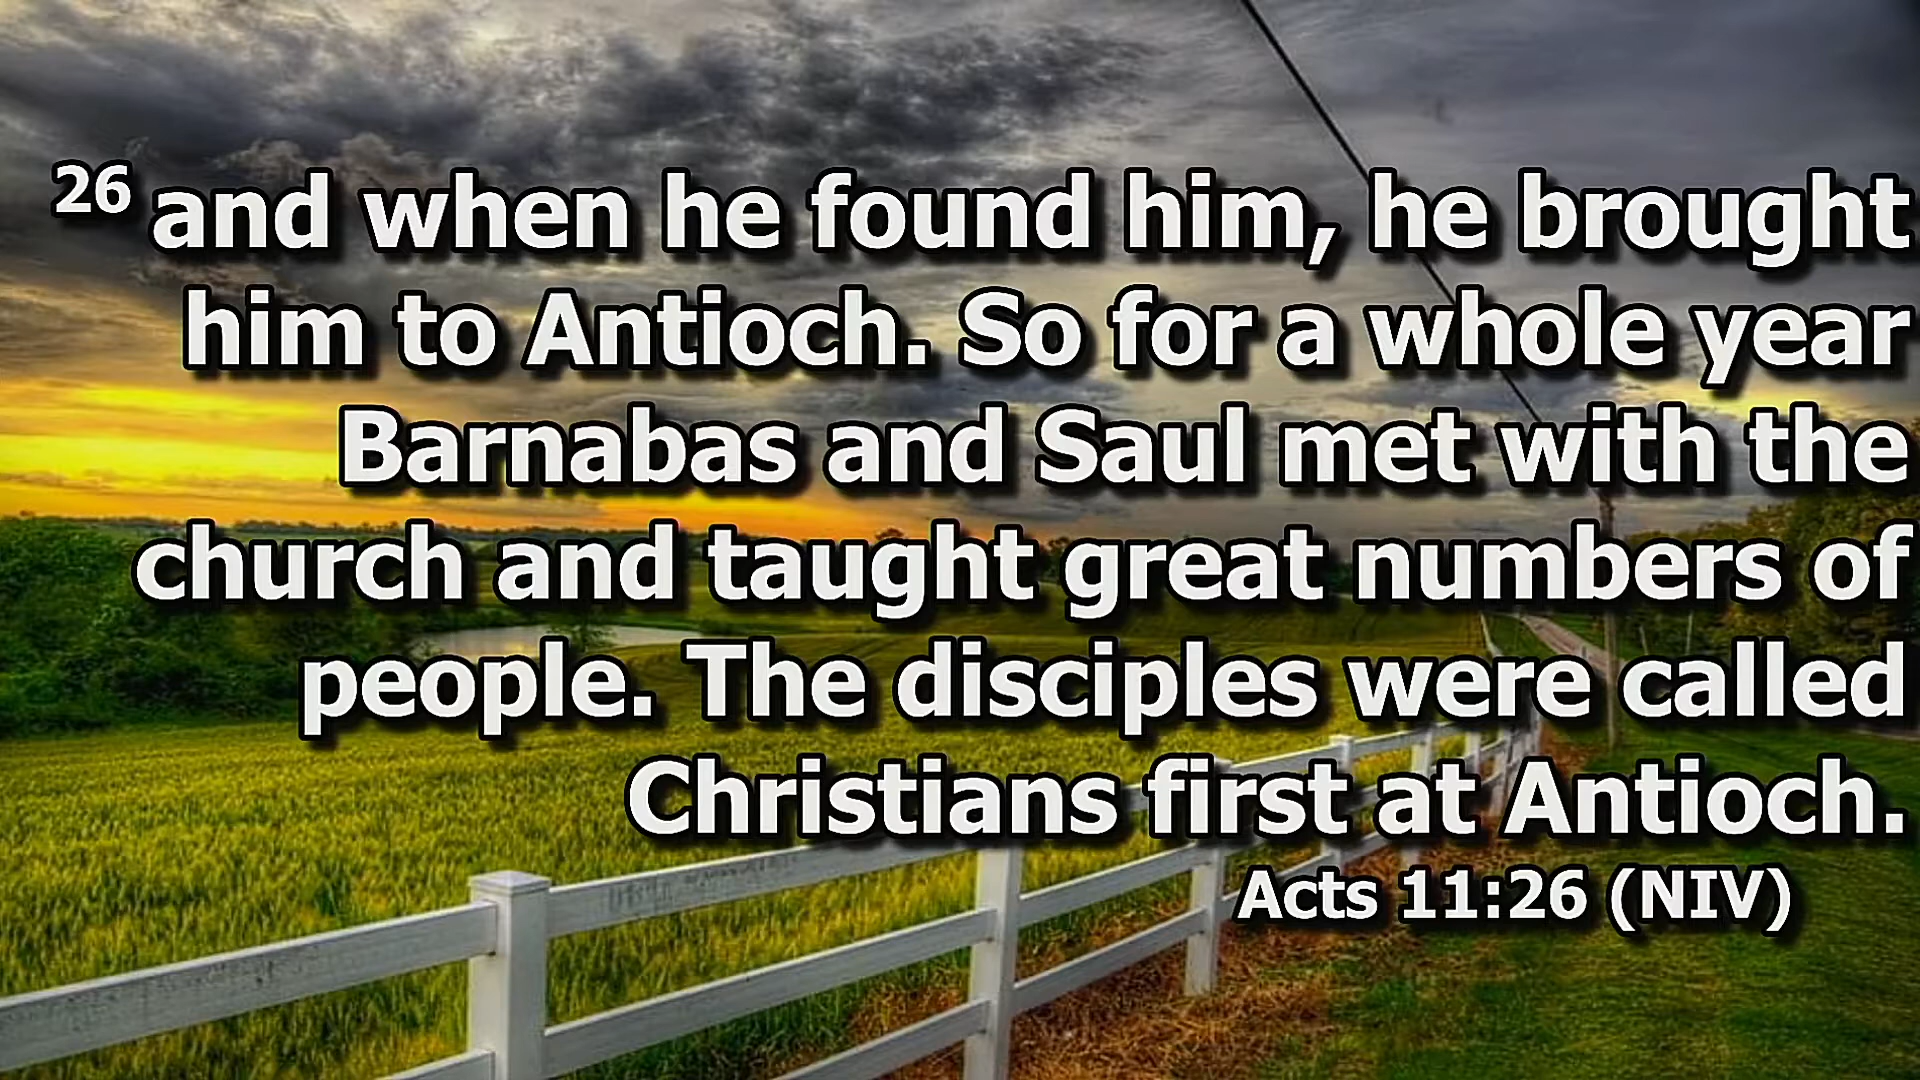 26 and when he found him, he brought
him to Antioch. So for a whole year
Barnabas and Saul met with the
church and taught great numbers of
people. The disciples were called
Christians first at Antioch.
Acts 11:26 (NIV)